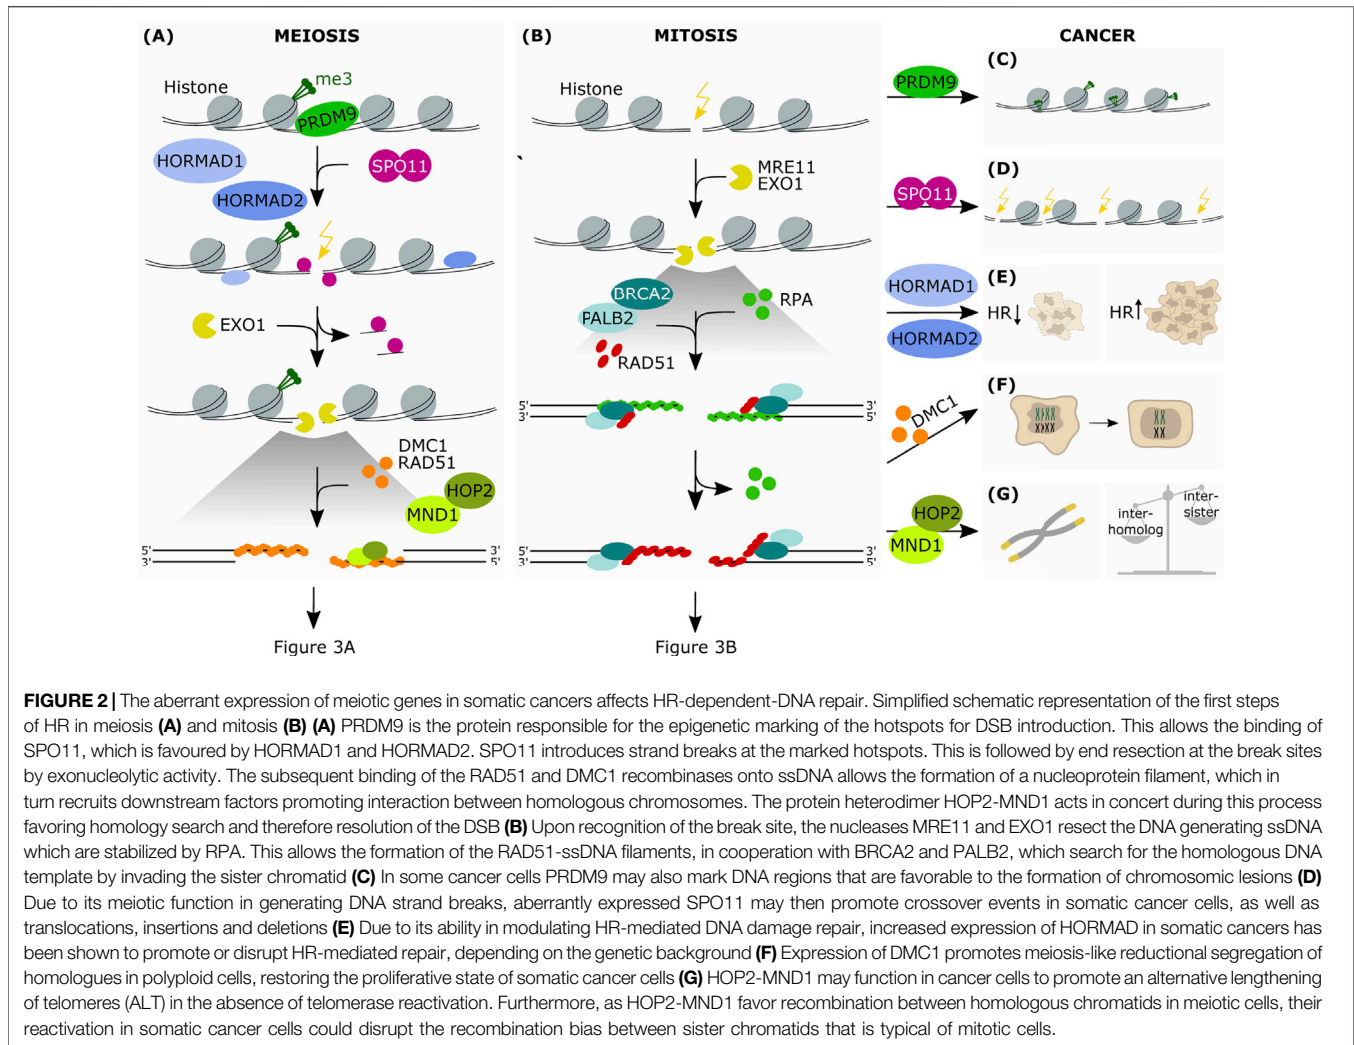 (A) MEIOSIS
Histone
me3
PRDM9
HORMAD1
SPO11
HORMAD2
EXO1
DMC1
RAD51
HOP2
MND1
5' 3'
3' 5'
Figure 3A
(B) MITOSIS
Histone
MRE11
EXO1
BRCA2
PALB2
RPA
RAD51
5' 3'
3' 5'
5' 3'
3' 5'
Figure 3B
CANCER
PRDM9
(C)
SPO11
(D)
HORMAD1
HORMAD2
(E)
HR
HR
DMC1
(F)
HOP2
MND1
(G)
inter-
homolog
inter-
sister
FIGURE 2 | The aberrant expression of meiotic genes in somatic cancers affects HR-dependent-DNA repair. Simplified schematic representation of the first steps
of HR in meiosis (A) and mitosis (B) (A) PRDM9 is the protein responsible for the epigenetic marking of the hotspots for DSB introduction. This allows the binding of
SPO11, which is favoured by HORMAD1 and HORMAD2. SPO11 introduces strand breaks at the marked hotspots. This is followed by end resection at the break sites
by exonucleolytic activity. The subsequent binding of the RAD51 and DMC1 recombinases onto ssDNA allows the formation of a nucleoprotein filament, which in
turn recruits downstream factors promoting interaction between homologous chromosomes. The protein heterodimer HOP2-MND1 acts in concert during this process
favoring homology search and therefore resolution of the DSB (B) Upon recognition of the break site, the nucleases MRE11 and EXO1 resect the DNA generating ssDNA
which are stabilized by RPA. This allows the formation of the RAD51-ssDNA filaments, in cooperation with BRCA2 and PALB2, which search for the homologous DNA
template by invading the sister chromatid (C) In some cancer cells PRDM9 may also mark DNA regions that are favorable to the formation of chromosomic lesions (D)
Due to its meiotic function in generating DNA strand breaks, aberrantly expressed SPO11 may then promote crossover events in somatic cancer cells, as well as
translocations, insertions and deletions (E) Due to its ability in modulating HR-mediated DNA damage repair, increased expression of HORMAD in somatic cancers has
been shown to promote or disrupt HR-mediated repair, depending on the genetic background (F) Expression of DMC1 promotes meiosis-like reductional segregation of
homologues in polyploid cells, restoring the proliferative state of somatic cancer cells (G) HOP2-MND1 may function in cancer cells to promote an alternative lengthening
of telomeres (ALT) in the absence of telomerase reactivation. Furthermore, as HOP2-MND1 favor recombination between homologous chromatids in meiotic cells, their
reactivation in somatic cancer cells could disrupt the recombination bias between sister chromatids that is typical of mitotic cells.